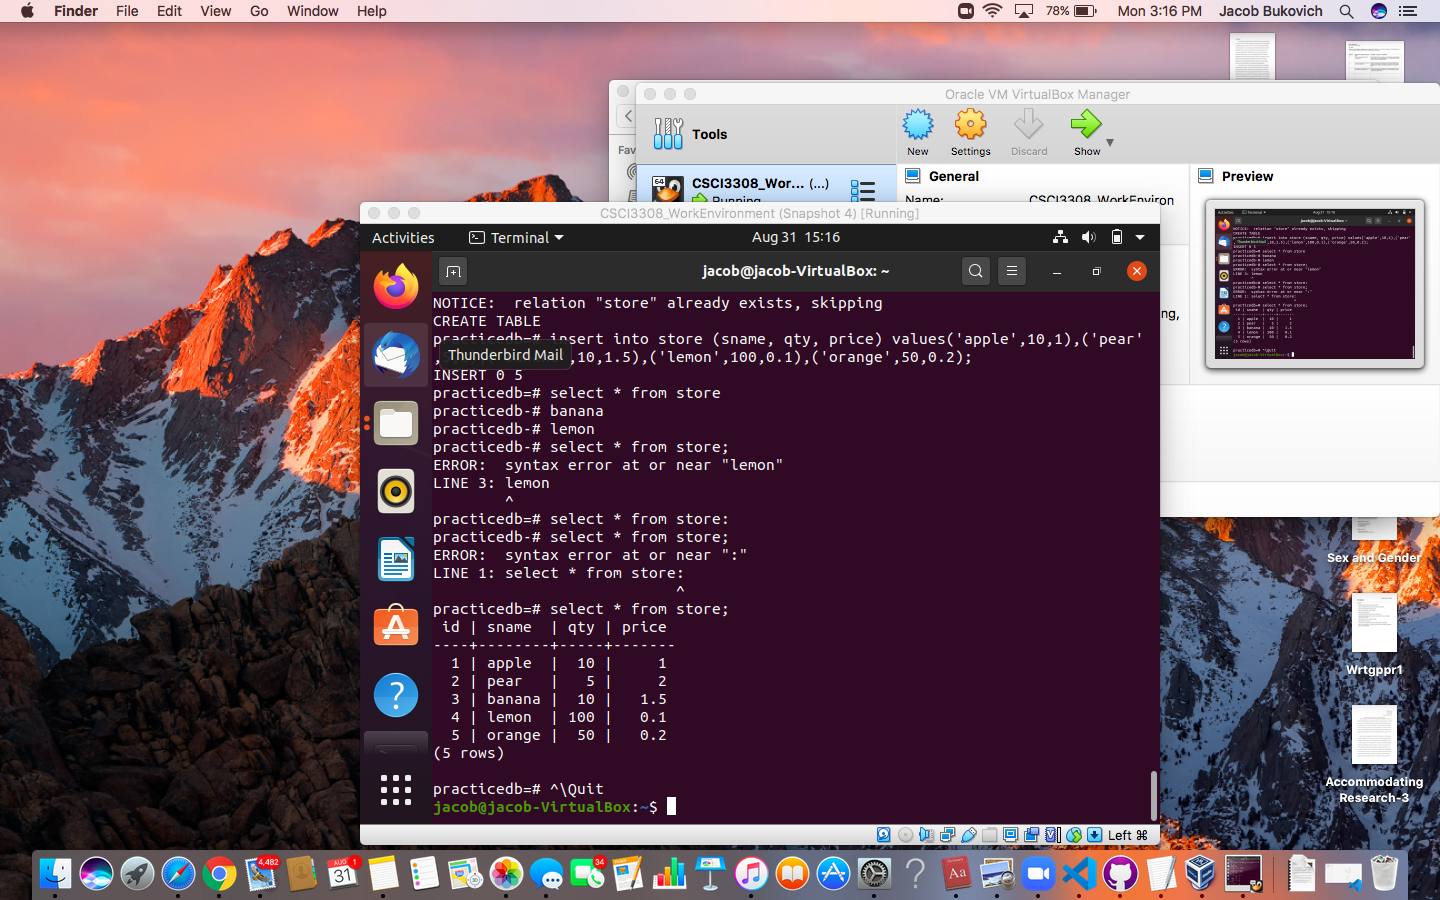 Finder File Edit View Go Window Help 78% Mon 3:16 PM Jacob Bukovich
Oracle VM VirtualBox Manager
Tools
New Settings Discard Show
Fav
64
CSCI3308_Wor... (...)
Running
General
Name: CSCI3308_WorkEnviron
Preview
ng,
CSCI3308_WorkEnvironment (Snapshot 4) [Running]
Activities Terminal Aug 31 15:16
jacob@jacob-VirtualBox: ~
NOTICE:  relation "store" already exists, skipping
CREATE TABLE
practicedb=# insert into store (sname, qty, price) values('apple',10,1),('pear'
,10,1.5),('lemon',100,0.1),('orange',50,0.2);
Thunderbird Mail
INSERT 0 5
practicedb=# select * from store
practicedb-# banana
practicedb-# lemon
practicedb-# select * from store;
ERROR:  syntax error at or near "lemon"
LINE 3: lemon
^
practicedb=# select * from store:
practicedb-# select * from store;
ERROR:  syntax error at or near ":"
LINE 1: select * from store:
^
practicedb=# select * from store;
id | sname  | qty | price
----+--------+-----+-------
1 | apple  |  10 |     1
2 | pear   |   5 |     2
3 | banana |  10 |   1.5
4 | lemon  | 100 |   0.1
5 | orange |  50 |   0.2
(5 rows)
practicedb=# ^\Quit
jacob@jacob-VirtualBox:~$
Left ⌘
Sex and Gender
Wrtgppr1
Accommodating
Research-3
4,482
AUG
31
1
34
Aa